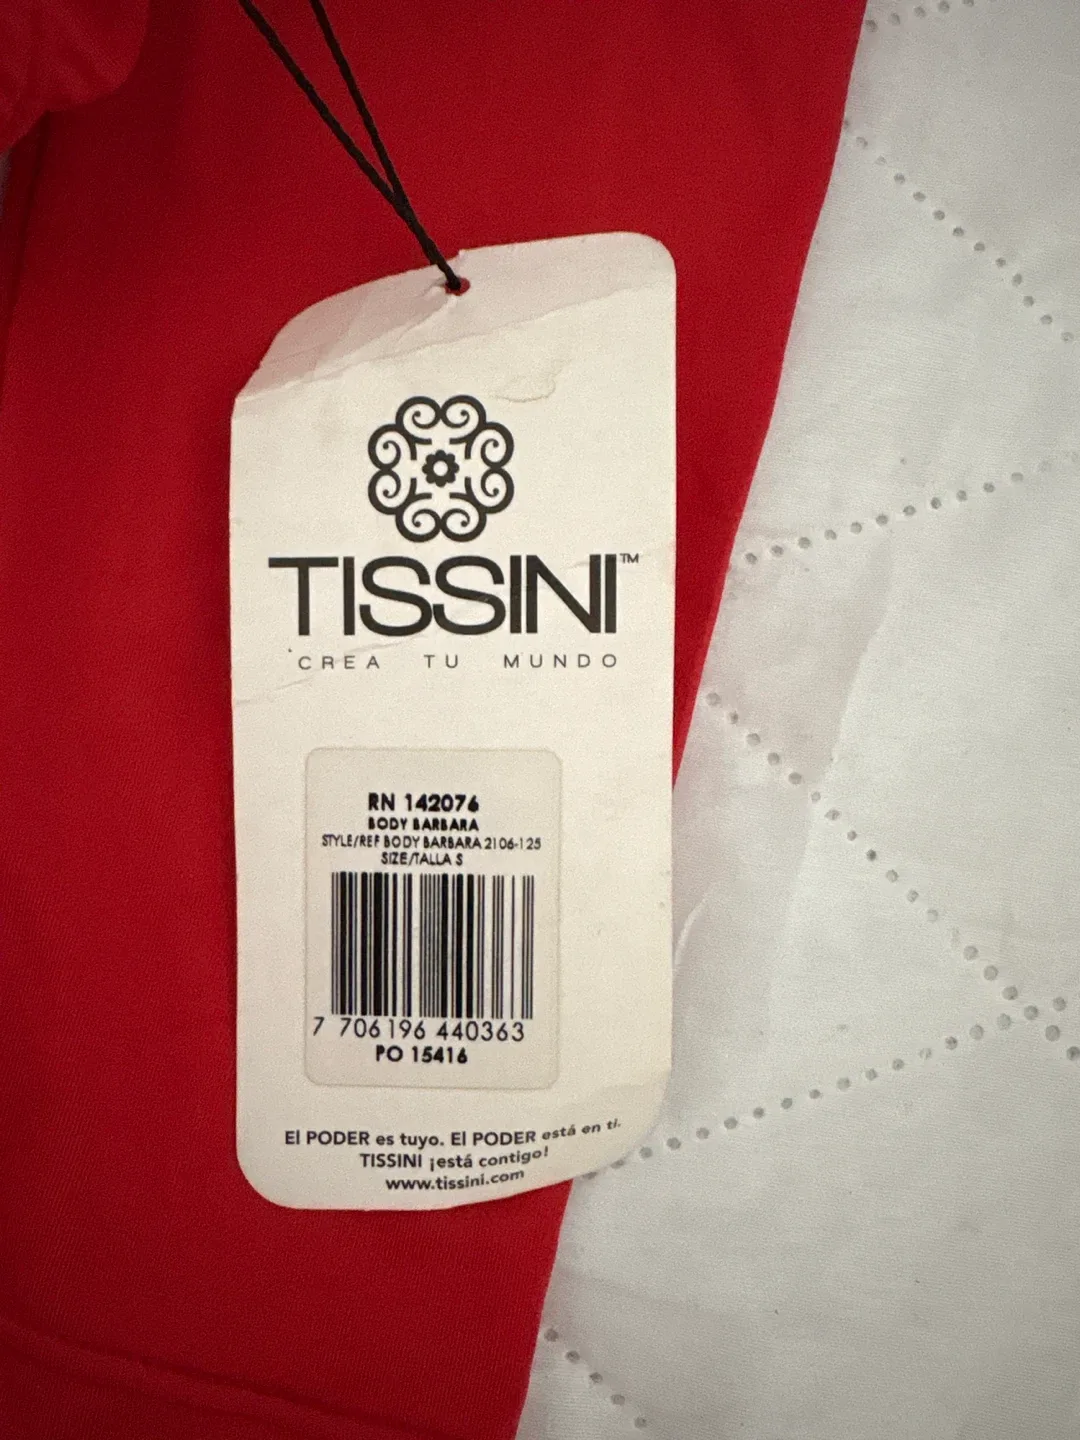 TISSINI™
CREA TU MUNDO
RN 142076
BODY BARBARA
STYLE/REF BODY BARBARA 2106-125
SIZE/TALLA S
7 706196 440363
PO 15416
El PODER es tuyo. El PODER está en ti.
TISSINI ¡está contigo!
www.tissini.com